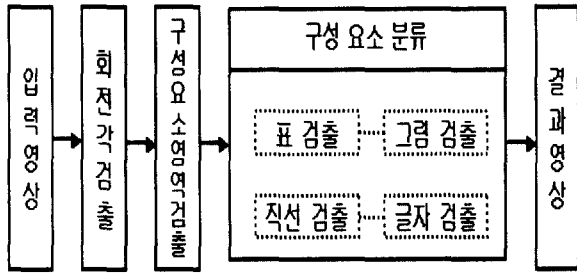 입력영상
회전각검출
구성요소영역검출
구성 요소 분류
표 검출
그림 검출
직선 검출
글자 검출
결과영상